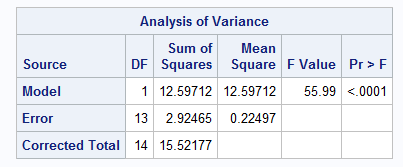 Analysis of Variance
Source DF Sum of Squares Mean Square F Value Pr > F
Model 1 12.59712 12.59712 55.99 <.0001
Error 13 2.92465 0.22497
Corrected Total 14 15.52177